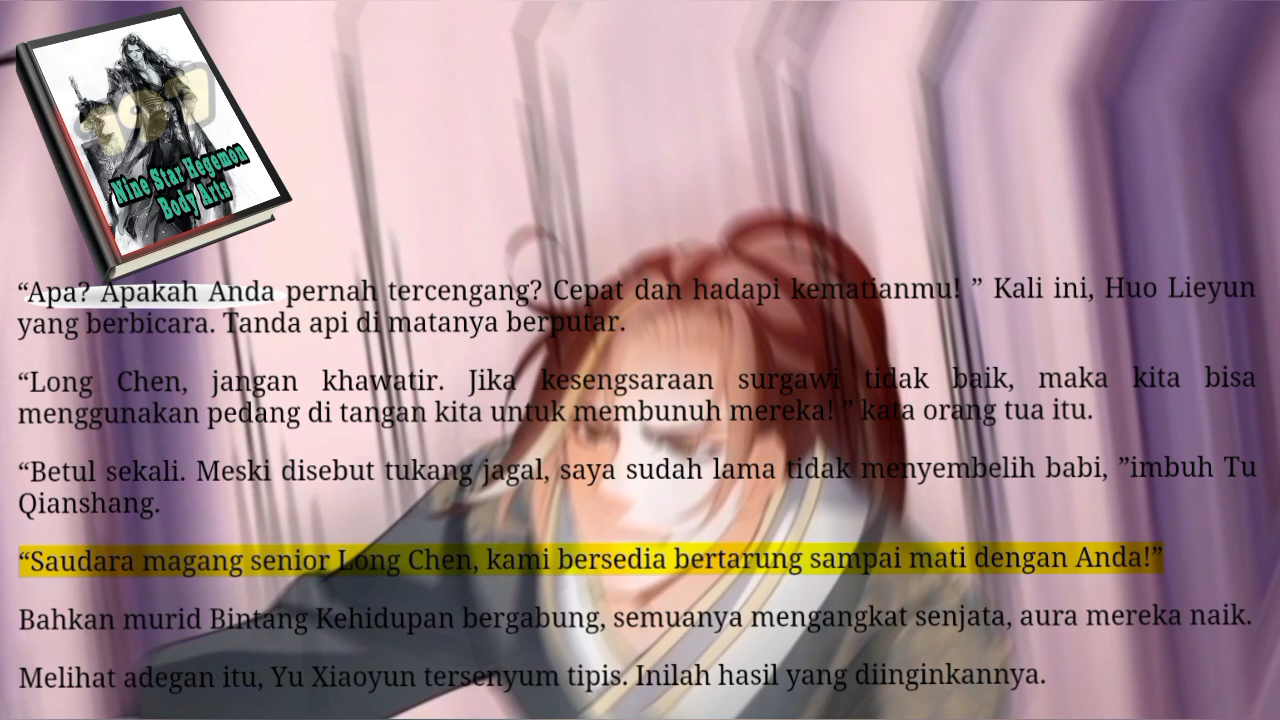 197
Nine Star Hegemon
Body Arts
“Apa? Apakah Anda pernah tercengang? Cepat dan hadapi kematianmu! ” Kali ini, Huo Lieyun
yang berbicara. Tanda api di matanya berputar.
“Long Chen, jangan khawatir. Jika kesengsaraan surgawi tidak baik, maka kita bisa
menggunakan pedang di tangan kita untuk membunuh mereka! ” kata orang tua itu.
“Betul sekali. Meski disebut tukang jagal, saya sudah lama tidak menyembelih babi, ”imbuh Tu
Qianshang.
“Saudara magang senior Long Chen, kami bersedia bertarung sampai mati dengan Anda!”
Bahkan murid Bintang Kehidupan bergabung, semuanya mengangkat senjata, aura mereka naik.
Melihat adegan itu, Yu Xiaoyun tersenyum tipis. Inilah hasil yang diinginkannya.